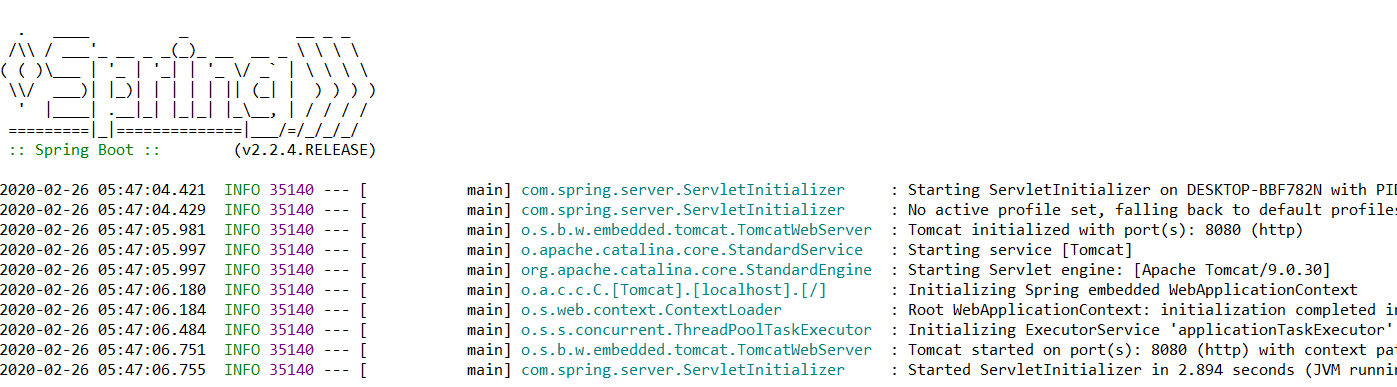 .   ____          _            __ _ _
 /\\ / ___'_ __ _ _(_)_ __  __ _ \ \ \ \
( ( )\___ | '_ | '_| | '_ \/ _` | \ \ \ \
 \\/  ___)| |_)| | | | | || (_| |  ) ) ) )
  '  |____| .__|_| |_|_| |_\__, | / / / /
 =========|_|==============|___/=/_/_/_/
 :: Spring Boot ::        (v2.2.4.RELEASE)
2020-02-26 05:47:04.421  INFO 35140 --- [           main] com.spring.server.ServletInitializer     : Starting ServletInitializer on DESKTOP-BBF782N with PI
2020-02-26 05:47:04.429  INFO 35140 --- [           main] com.spring.server.ServletInitializer     : No active profile set, falling back to default profiles
2020-02-26 05:47:05.981  INFO 35140 --- [           main] o.s.b.w.embedded.tomcat.TomcatWebServer  : Tomcat initialized with port(s): 8080 (http)
2020-02-26 05:47:05.997  INFO 35140 --- [           main] o.apache.catalina.core.StandardService   : Starting service [Tomcat]
2020-02-26 05:47:05.997  INFO 35140 --- [           main] org.apache.catalina.core.StandardEngine  : Starting Servlet engine: [Apache Tomcat/9.0.30]
2020-02-26 05:47:06.180  INFO 35140 --- [           main] o.a.c.c.C.[Tomcat].[localhost].[/]       : Initializing Spring embedded WebApplicationContext
2020-02-26 05:47:06.184  INFO 35140 --- [           main] o.s.web.context.ContextLoader            : Root WebApplicationContext: initialization completed in
2020-02-26 05:47:06.484  INFO 35140 --- [           main] o.s.s.concurrent.ThreadPoolTaskExecutor  : Initializing ExecutorService 'applicationTaskExecutor'
2020-02-26 05:47:06.751  INFO 35140 --- [           main] o.s.b.w.embedded.tomcat.TomcatWebServer  : Tomcat started on port(s): 8080 (http) with context pa
2020-02-26 05:47:06.755  INFO 35140 --- [           main] com.spring.server.ServletInitializer     : Started ServletInitializer in 2.894 seconds (JVM runnin